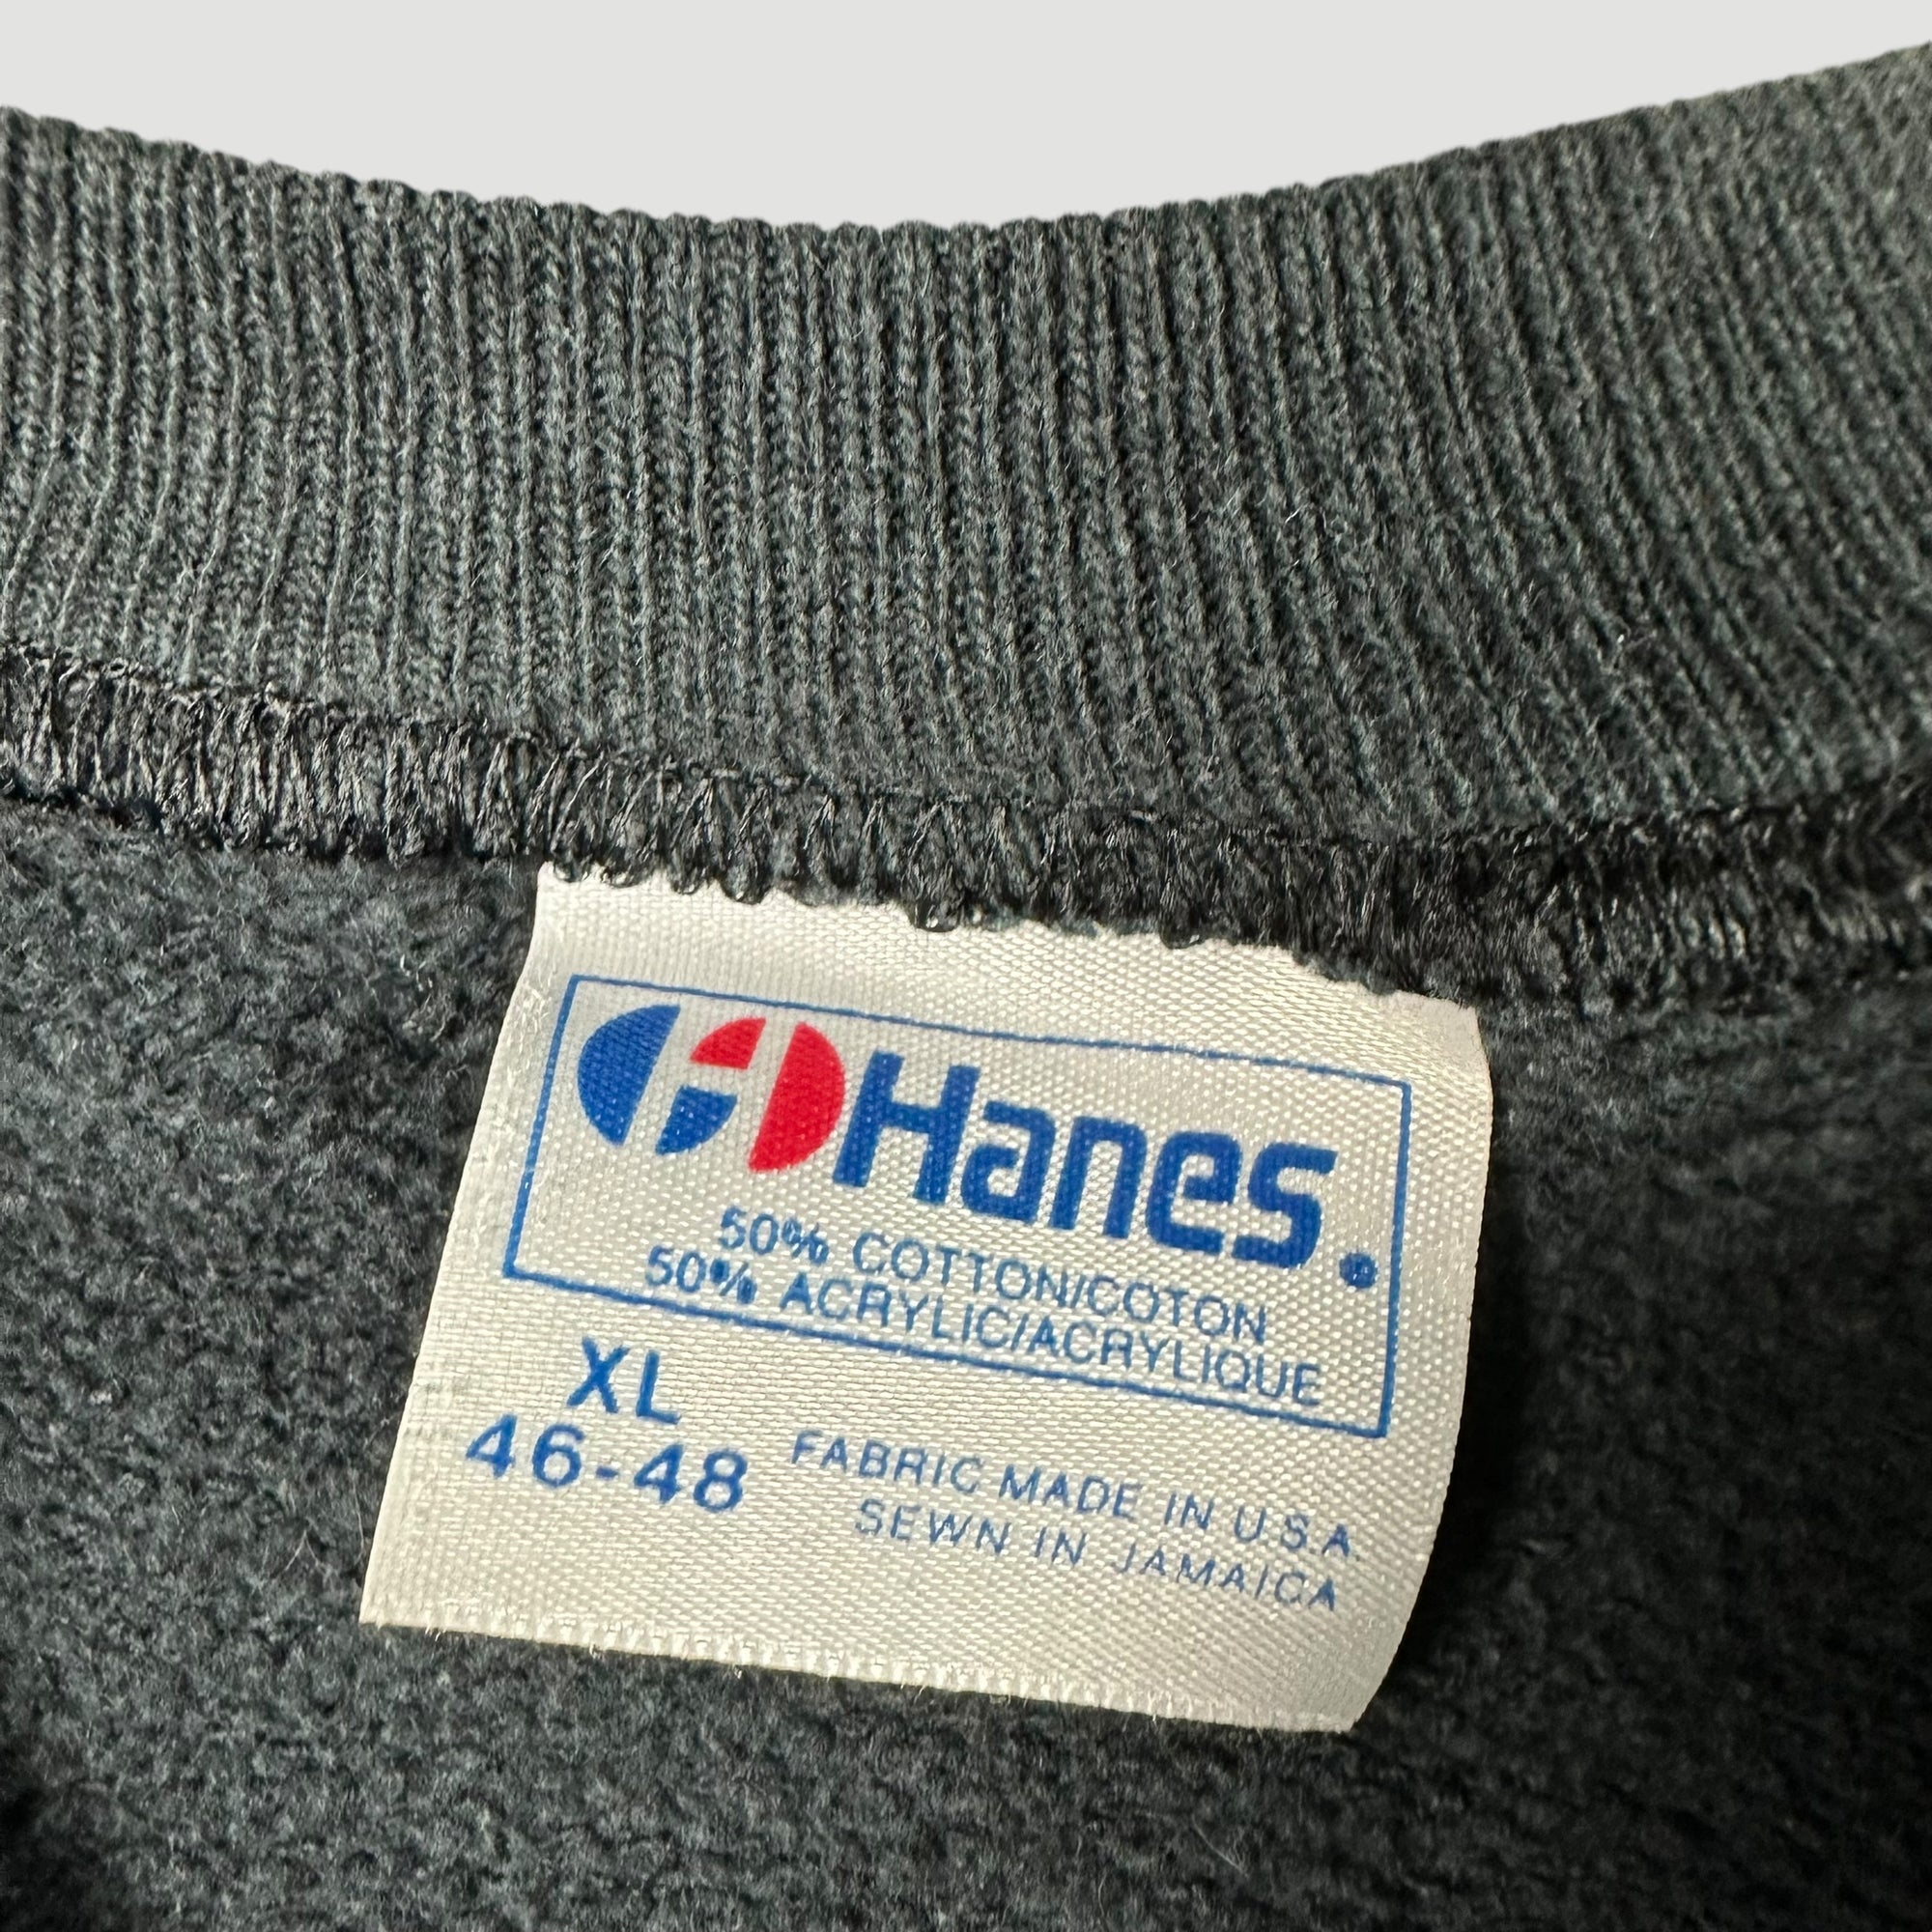 Hanes.
50% COTTON/COTON
50% ACRYLIC/ACRYLIQUE
XL
46-48
FABRIC MADE IN U.S.A.
SEWN IN JAMAICA